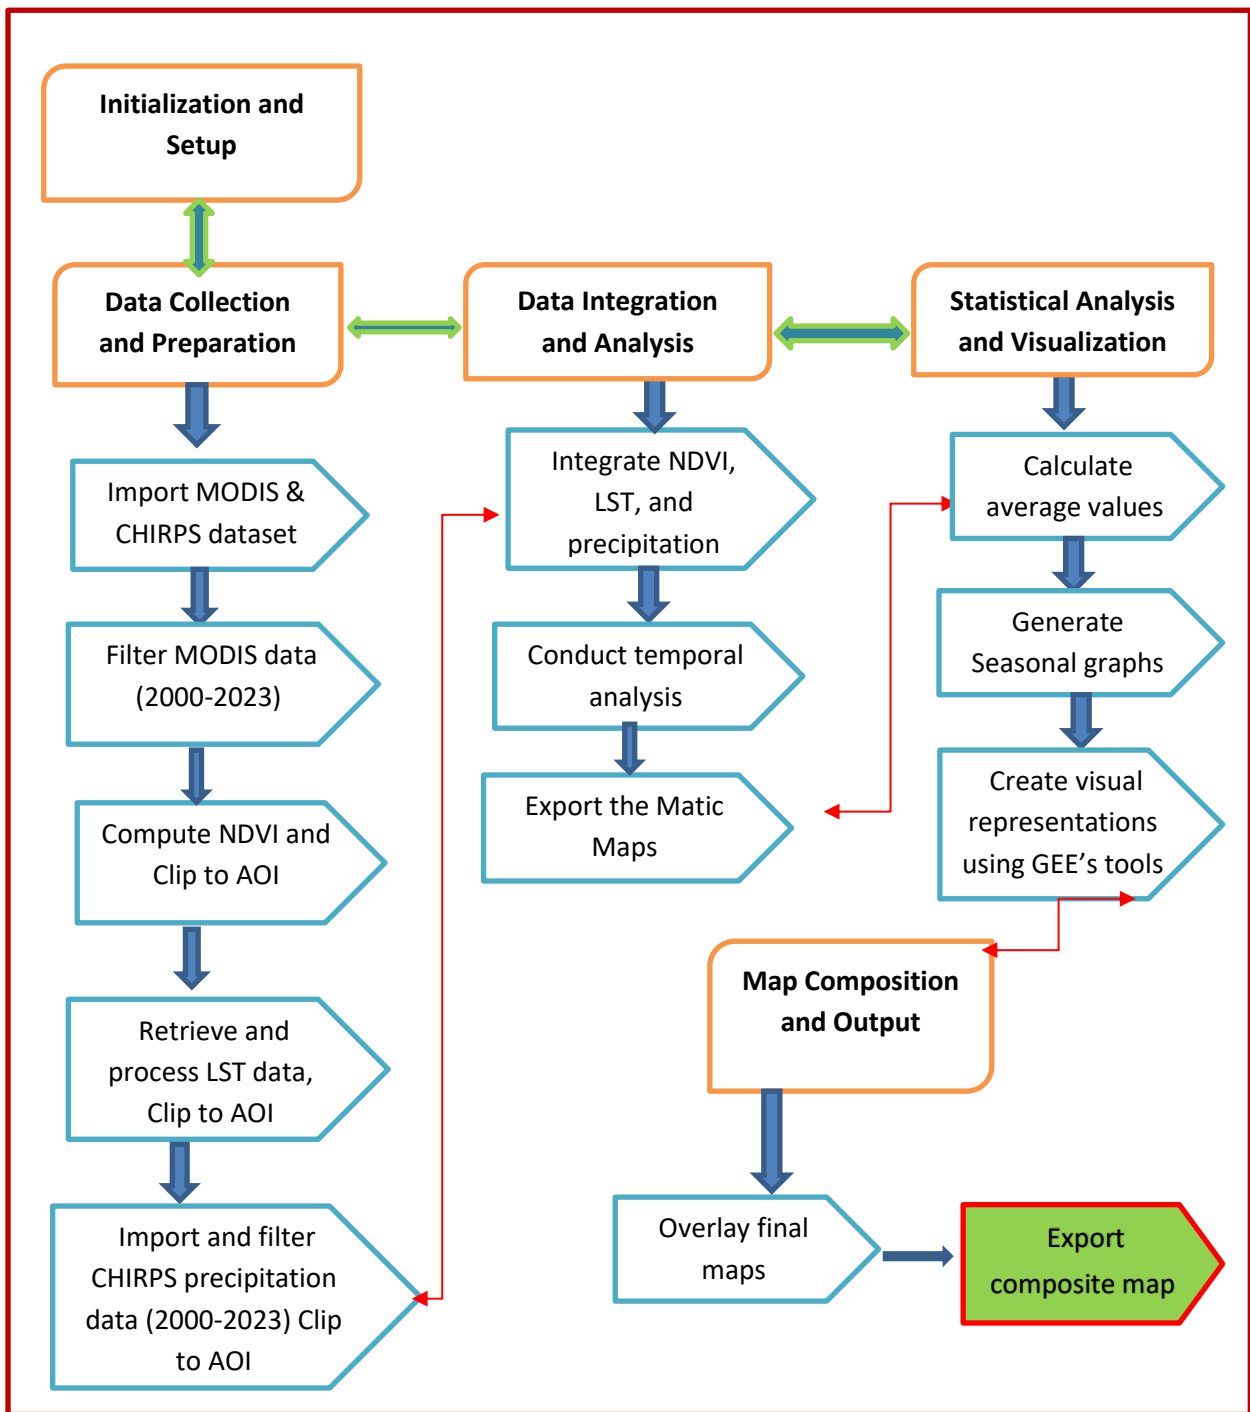 Initialization and
Setup
Data Collection
and Preparation
Import MODIS &
CHIRPS dataset
Filter MODIS data
(2000-2023)
Compute NDVI and
Clip to AOI
Retrieve and
process LST data,
Clip to AOI
Import and filter
CHIRPS precipitation
data (2000-2023) Clip
to AOI
Data Integration
and Analysis
Integrate NDVI,
LST, and
precipitation
Conduct temporal
analysis
Export the Matic
Maps
Statistical Analysis
and Visualization
Calculate
average values
Generate
Seasonal graphs
Create visual
representations
using GEE’s tools
Map Composition
and Output
Overlay final
maps
Export
composite map